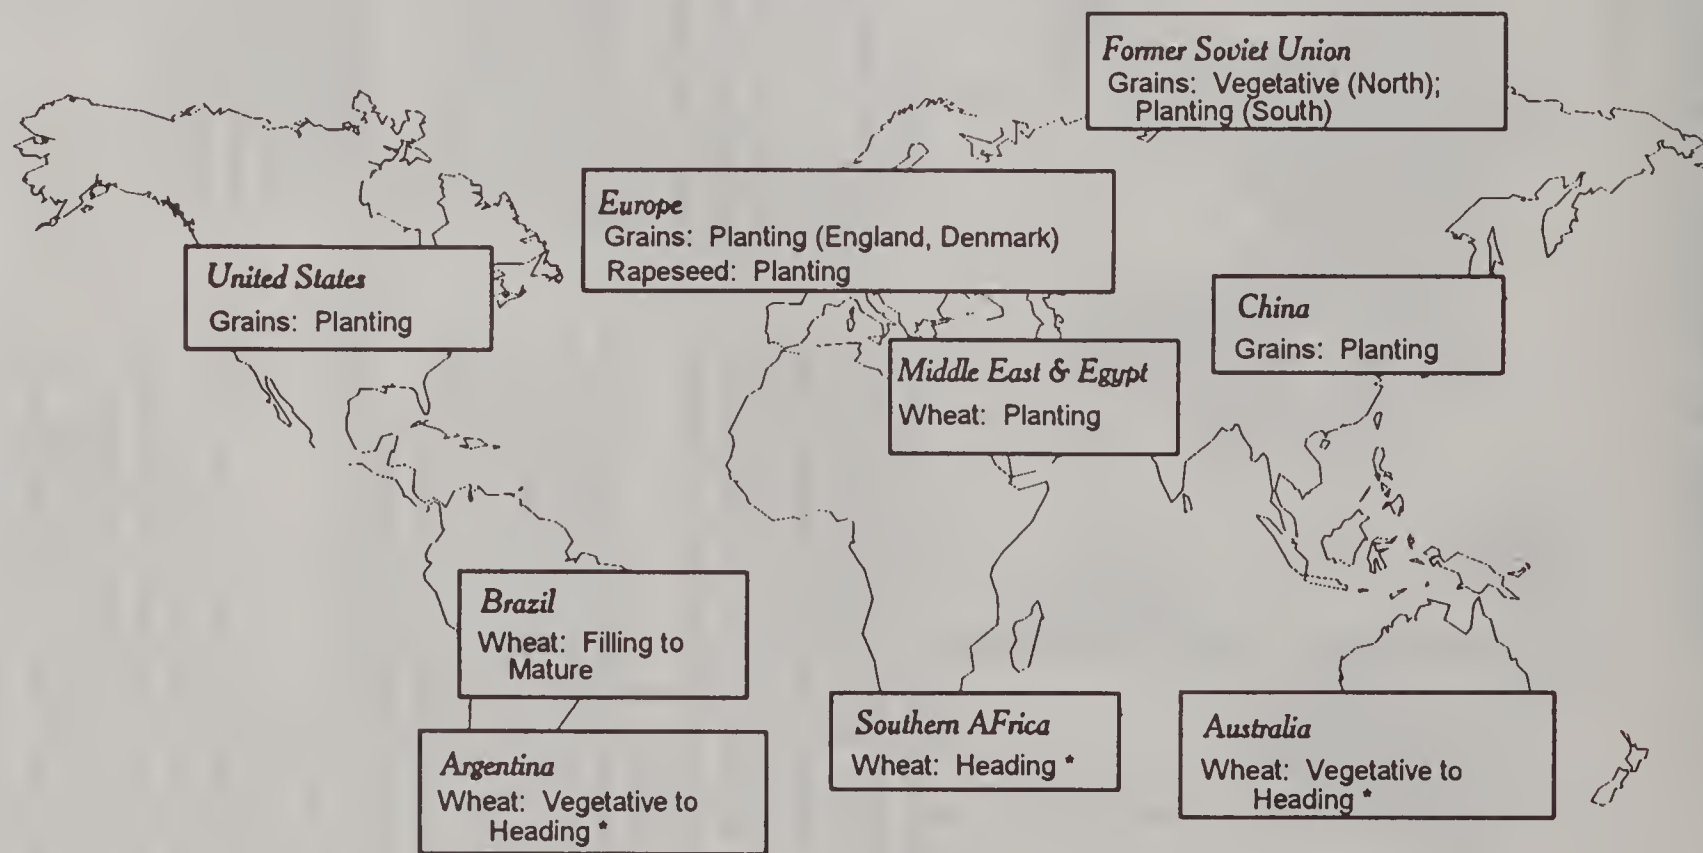 Former Soviet Union
Grains: Vegetative (North);
Planting (South)
Europe
Grains: Planting (England, Denmark)
Rapeseed: Planting
United States
Grains: Planting
China
Grains: Planting
Middle East & Egypt
Wheat: Planting
Brazil
Wheat: Filling to
Mature
Southern AFrica
Wheat: Heading *
Australia
Wheat: Vegetative to
Heading *
Argentina
Wheat: Vegetative to
Heading *